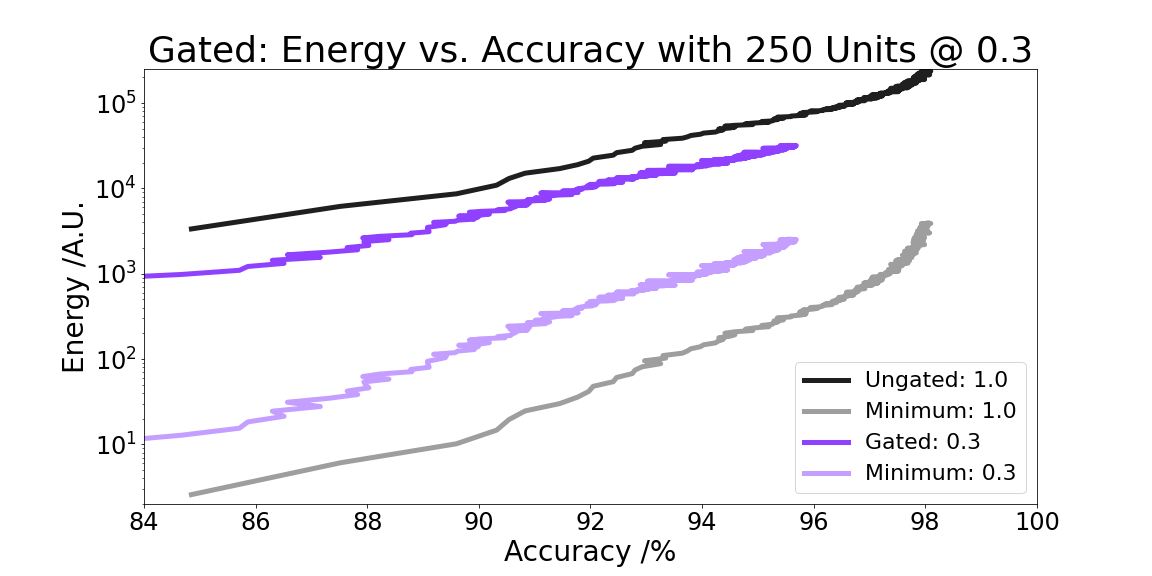 Gated: Energy vs. Accuracy with 250 Units @ 0.3
Energy /A.U.
10⁵
10⁴
10³
10²
10¹
Ungated: 1.0
Minimum: 1.0
Gated: 0.3
Minimum: 0.3
84 86 88 90 92 94 96 98 100
Accuracy /%